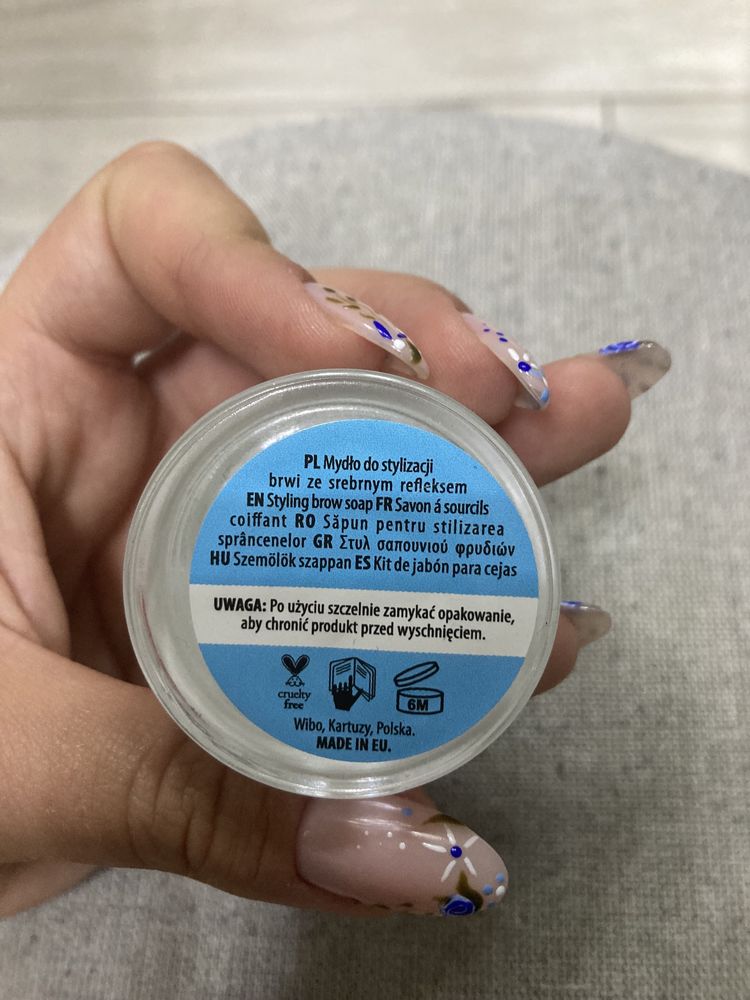 PL Mydło do stylizacji
brwi ze srebrnym refleksem
EN Styling brow soap FR Savon á sourcils
coiffant RO Săpun pentru stilizarea
sprâncenelor GR Στυλ σαπουνιού φρυδιών
HU Szemölök szappan ES Kit de jabón para cejas
UWAGA: Po użyciu szczelnie zamykać opakowanie,
aby chronić produkt przed wyschnięciem.
cruelty
free
6M
Wibo, Kartuzy, Polska.
MADE IN EU.